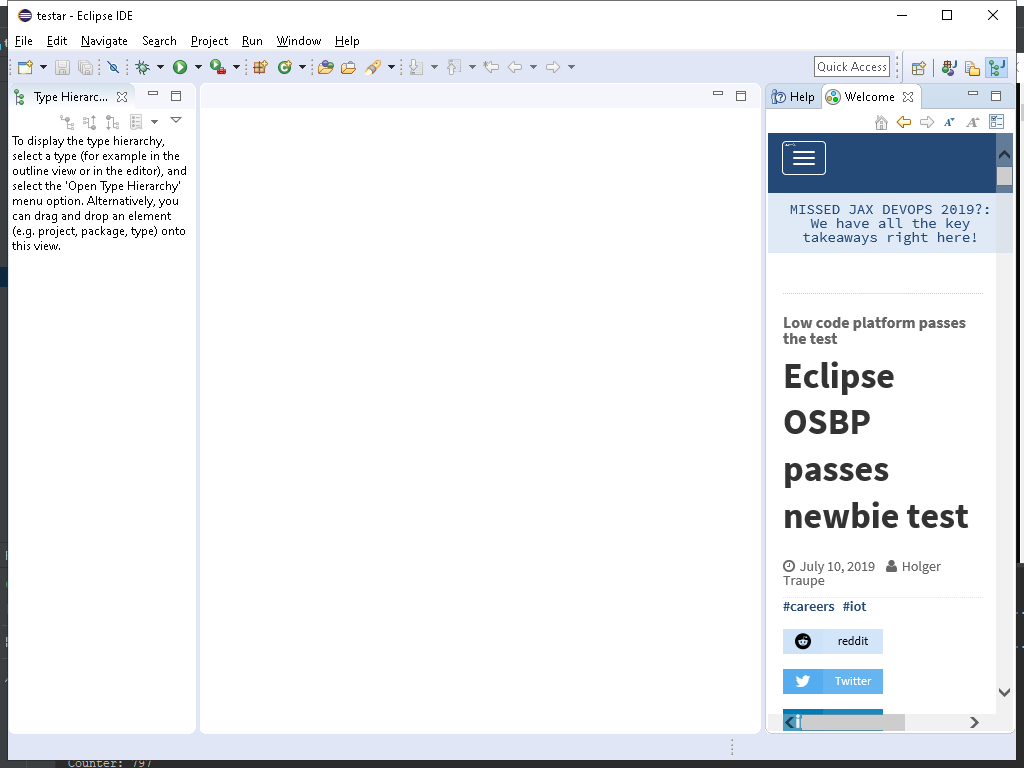 testar - Eclipse IDE
File Edit Navigate Search Project Run Window Help
Quick Access
Type Hierarc...
Help Welcome
To display the type hierarchy,
select a type (for example in the
outline view or in the editor), and
select the 'Open Type Hierarchy'
menu option. Alternatively, you
can drag and drop an element
(e.g. project, package, type) onto
this view.
MISSED JAX DEVOPS 2019?:
We have all the key
takeaways right here!
Low code platform passes
the test
Eclipse
OSBP
passes
newbie test
July 10, 2019 Holger
Traupe
#careers #iot
reddit
Twitter
Counter: 797